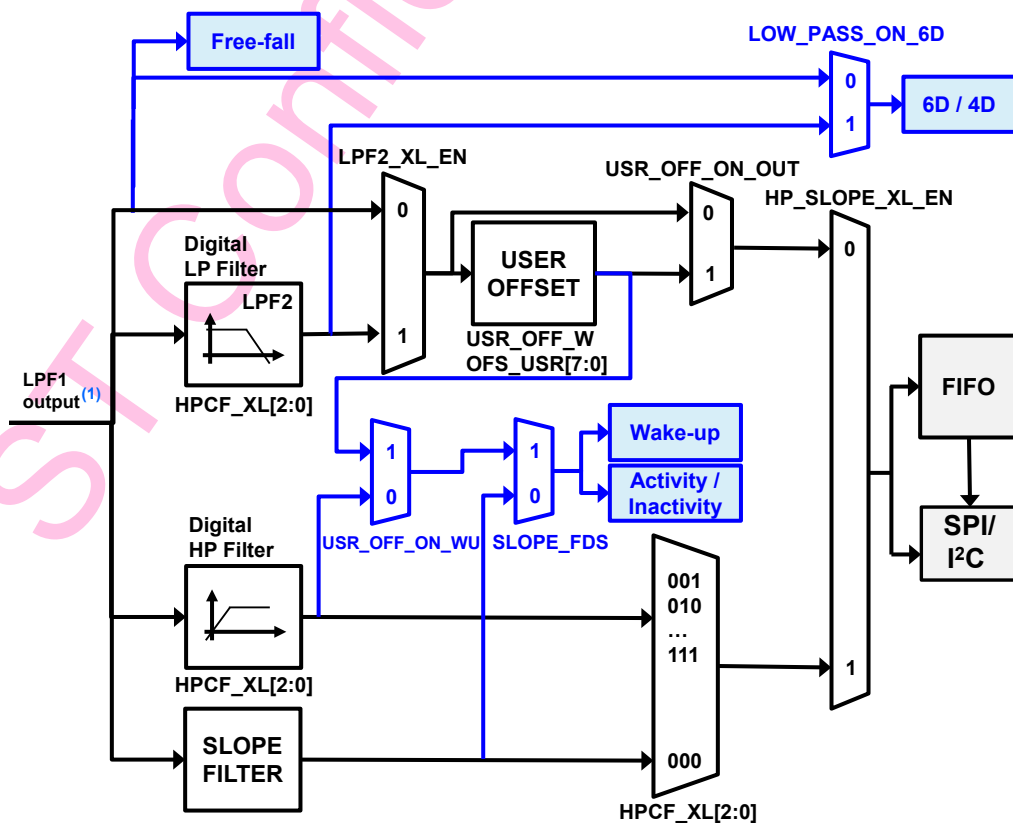 Free-fall
LOW_PASS_ON_6D
0
1
6D / 4D
LPF2_XL_EN
0
1
USR_OFF_ON_OUT
0
1
HP_SLOPE_XL_EN
0
1
Digital
LP Filter
LPF2
HPCF_XL[2:0]
USER
OFFSET
USR_OFF_W
OFS_USR[7:0]
LPF1
output(1)
FIFO
SPI/
I²C
1
0
USR_OFF_ON_WU
1
0
SLOPE_FDS
Wake-up
Activity /
Inactivity
Digital
HP Filter
HPCF_XL[2:0]
SLOPE
FILTER
001
010
...
111
000
HPCF_XL[2:0]
ST Confi